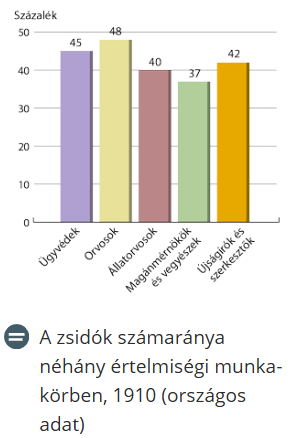 Százalék
50
40
30
20
10
0
45
48
40
37
42
Ügyvédek
Orvosok
Állatorvosok
Magánmérnökök
és vegyészek
Újságírók és
szerkesztők
A zsidók számaránya
néhány értelmiségi munka-
körben, 1910 (országos
adat)